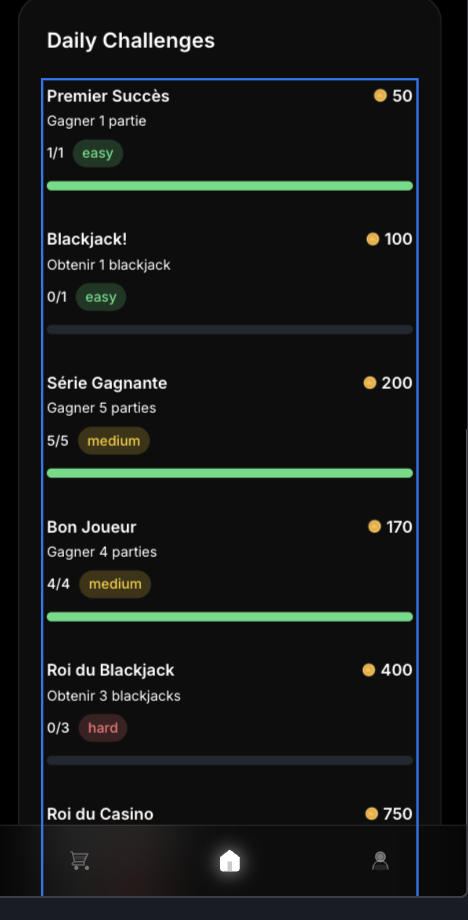 Daily Challenges
Premier Succès 50
Gagner 1 partie
1/1 easy
Blackjack! 100
Obtenir 1 blackjack
0/1 easy
Série Gagnante 200
Gagner 5 parties
5/5 medium
Bon Joueur 170
Gagner 4 parties
4/4 medium
Roi du Blackjack 400
Obtenir 3 blackjacks
0/3 hard
Roi du Casino 750